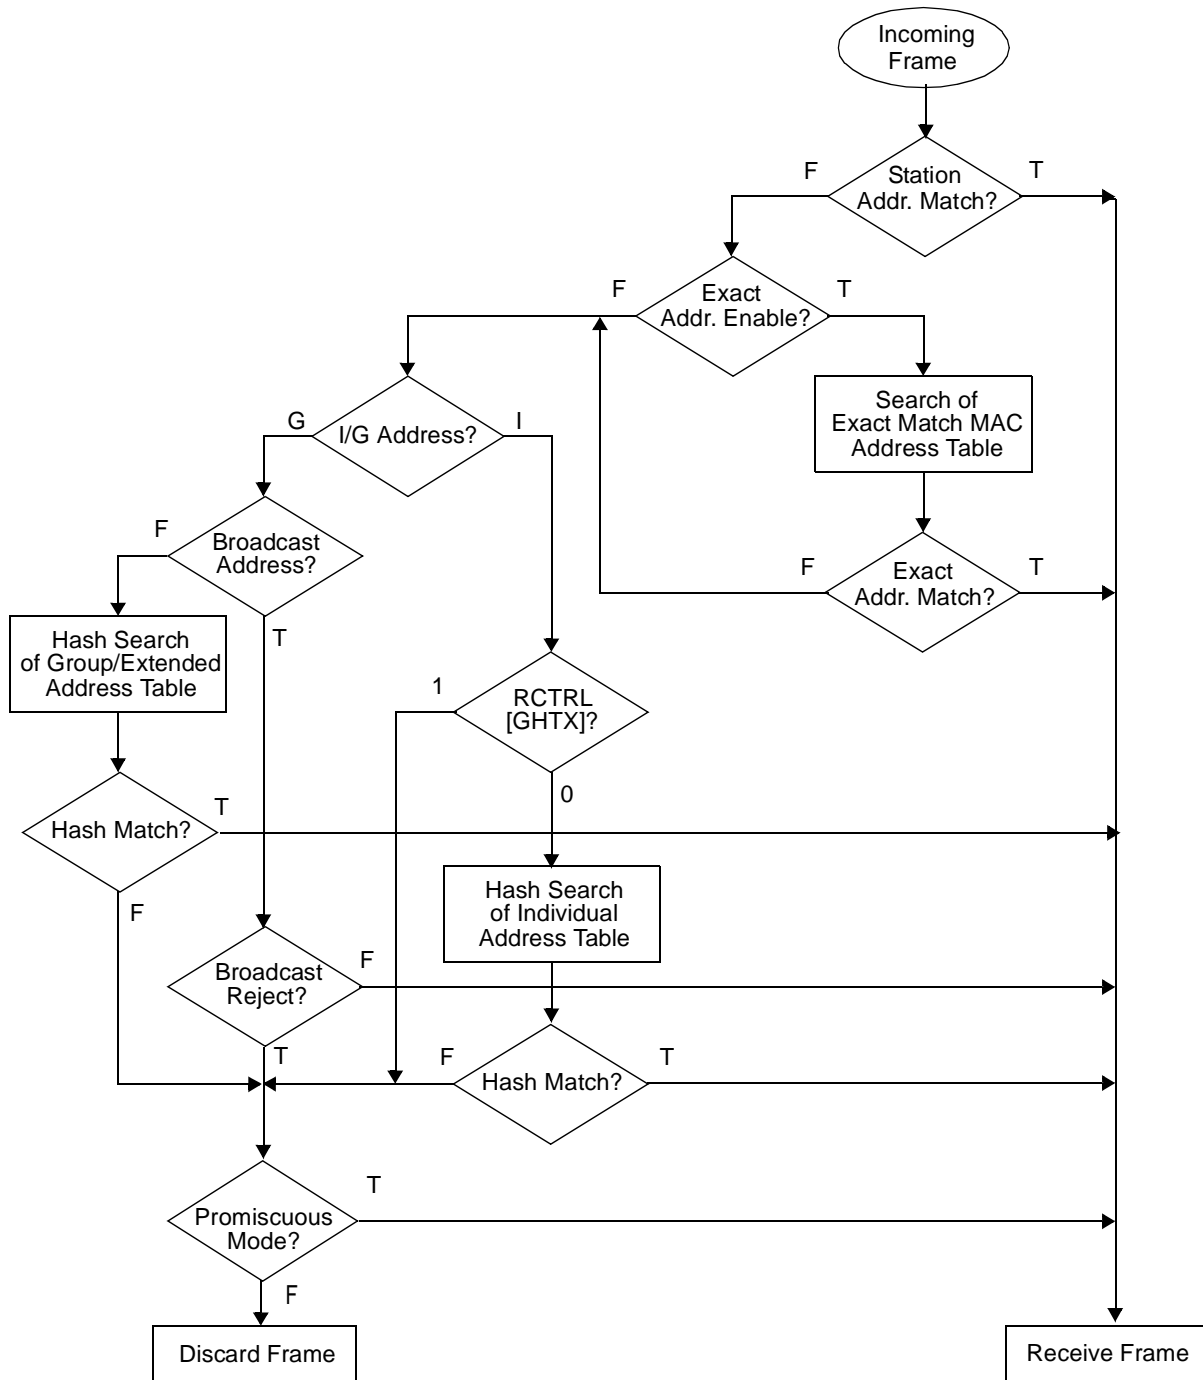 Incoming
Frame
F
Station
Addr. Match?
T
F
Exact
Addr. Enable?
T
Search of
Exact Match MAC
Address Table
G
I/G Address?
I
F
Broadcast
Address?
T
F
Exact
Addr. Match?
T
Hash Search
of Group/Extended
Address Table
1
RCTRL
[GHTX]?
0
Hash Match?
T
F
Hash Search
of Individual
Address Table
Broadcast
Reject?
F
T
F
Hash Match?
T
Promiscuous
Mode?
T
F
Discard Frame
Receive Frame